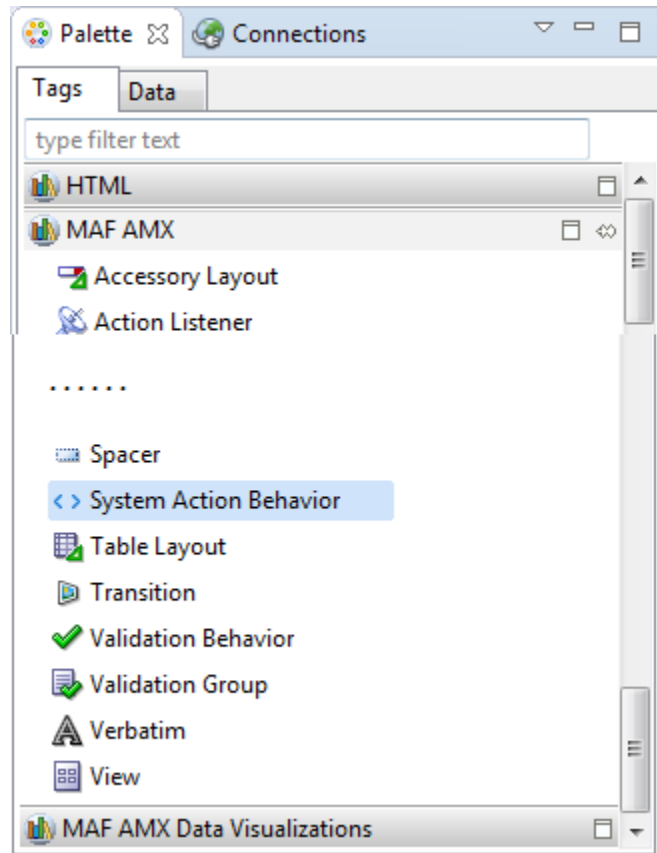 Palette Connections
Tags Data
type filter text
HTML
MAF AMX
Accessory Layout
Action Listener
......
Spacer
System Action Behavior
Table Layout
Transition
Validation Behavior
Validation Group
Verbatim
View
MAF AMX Data Visualizations